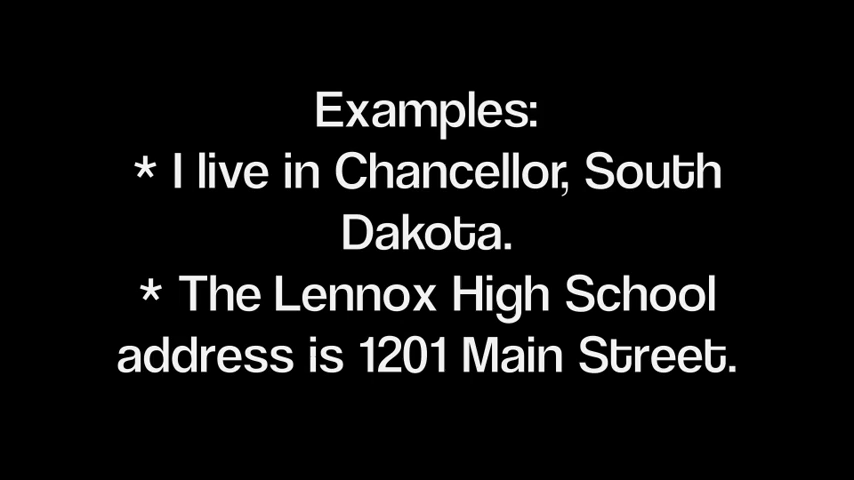 Examples:
* I live in Chancellor, South
Dakota.
* The Lennox High School
address is 1201 Main Street.